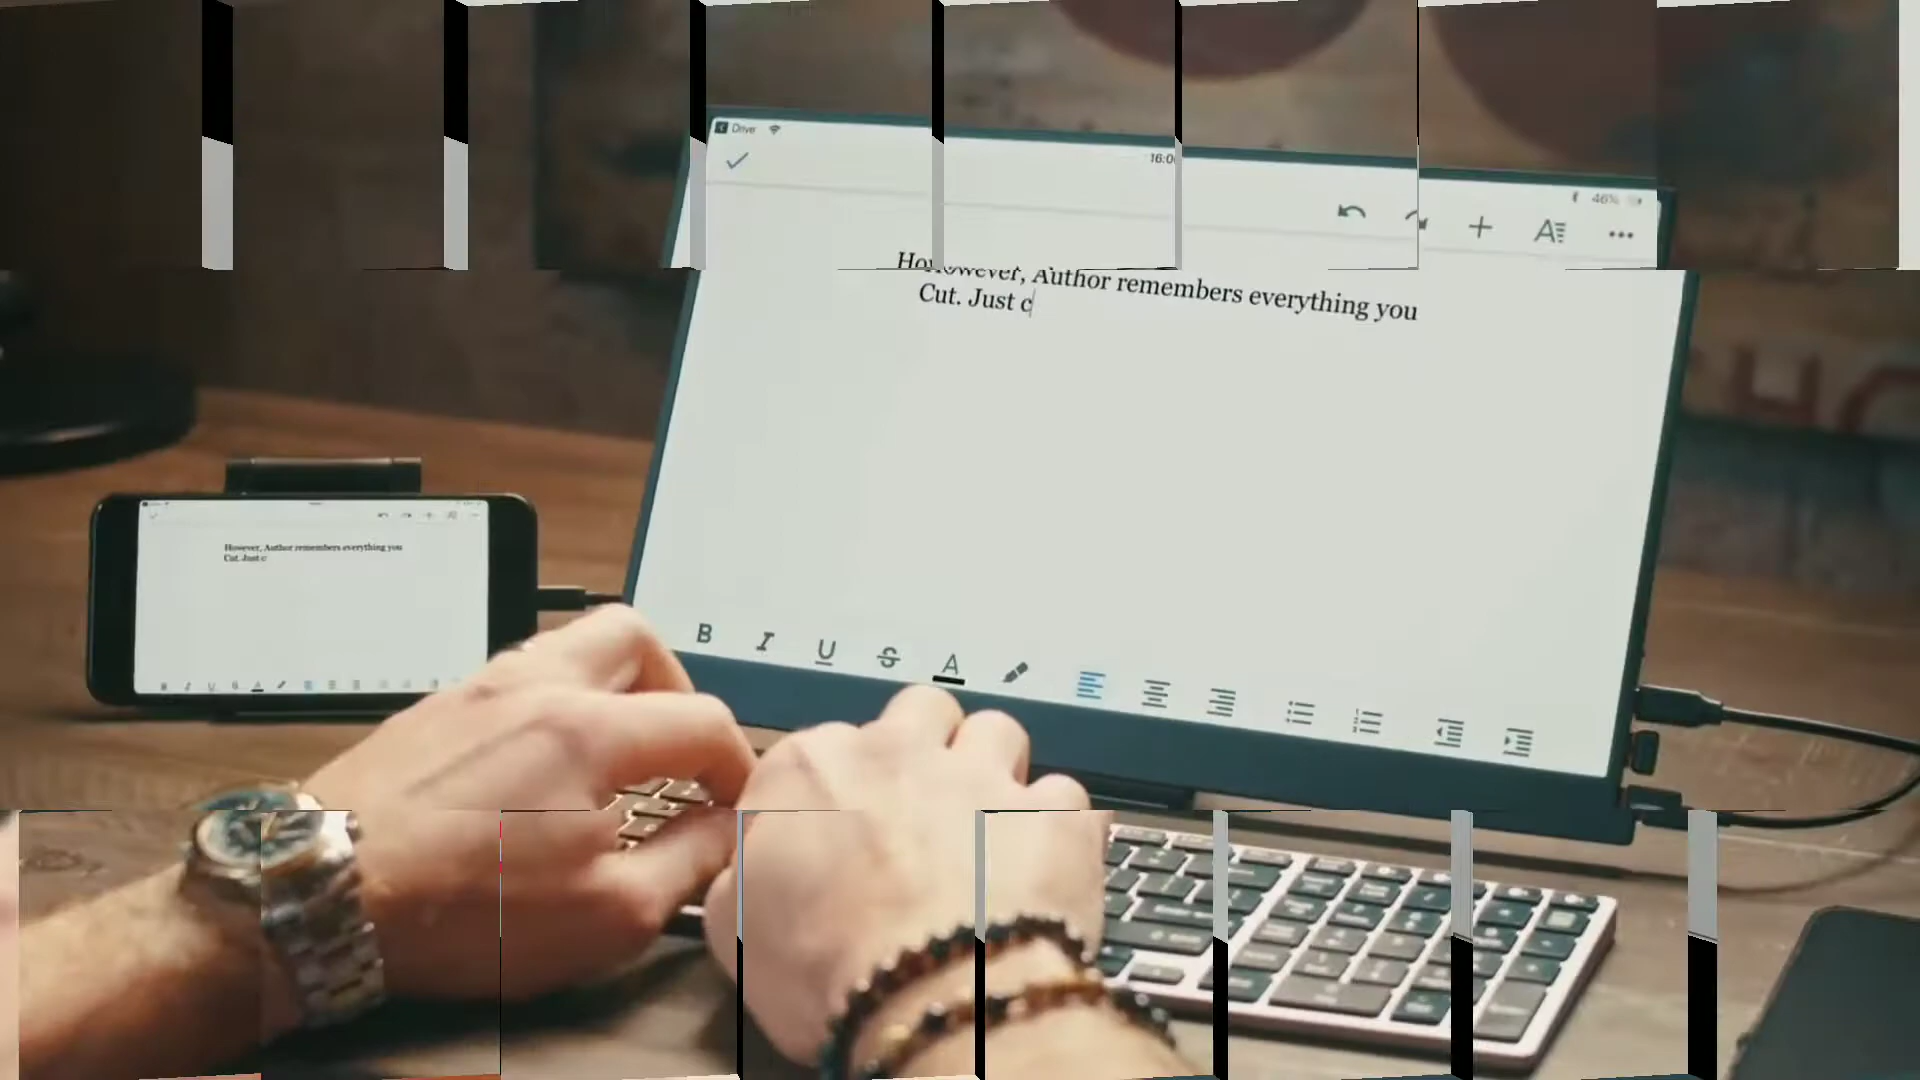 Drive
16:0
46%
However, Author remembers everything you
Cut. Just c
B I U S A
However, Author remembers everything you
Cut. Just c